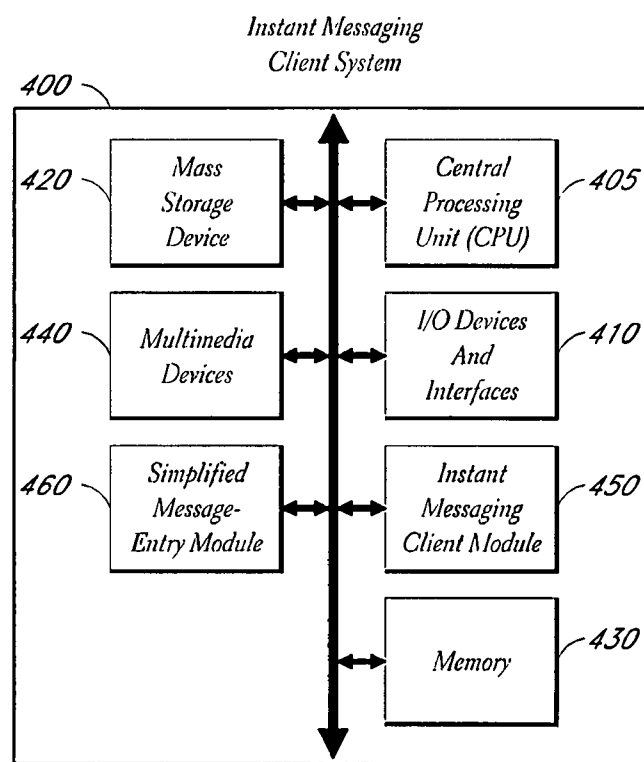 Instant Messaging
Client System
400
420
Mass
Storage
Device
Central
Processing
Unit (CPU)
405
440
Multimedia
Devices
I/O Devices
And
Interfaces
410
460
Simplified
Message-
Entry Module
Instant
Messaging
Client Module
450
Memory
430